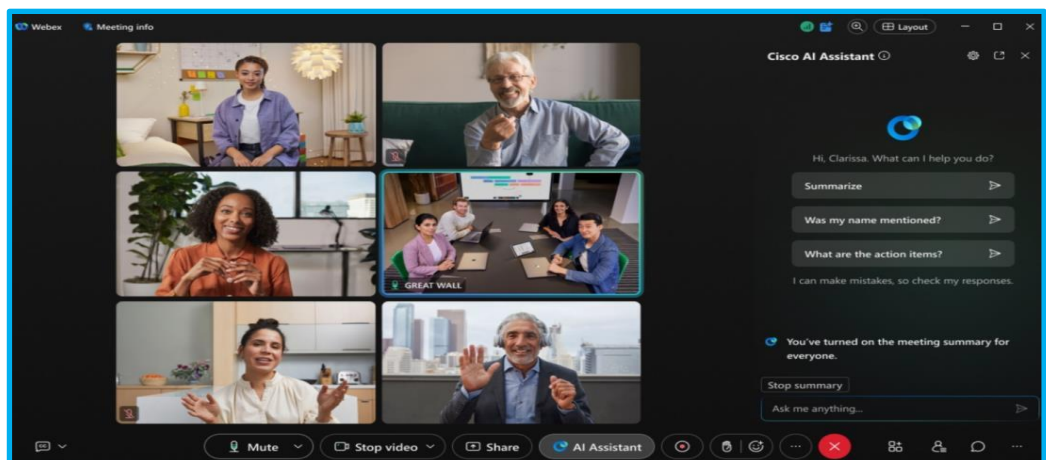 Webex
Meeting info
Layout
Cisco AI Assistant
Hi, Clarissa. What can I help you do?
Summarize
Was my name mentioned?
What are the action items?
I can make mistakes, so check my responses.
GREAT WALL
You've turned on the meeting summary for
everyone.
Stop summary
Ask me anything...
CC
Mute
Stop video
Share
AI Assistant